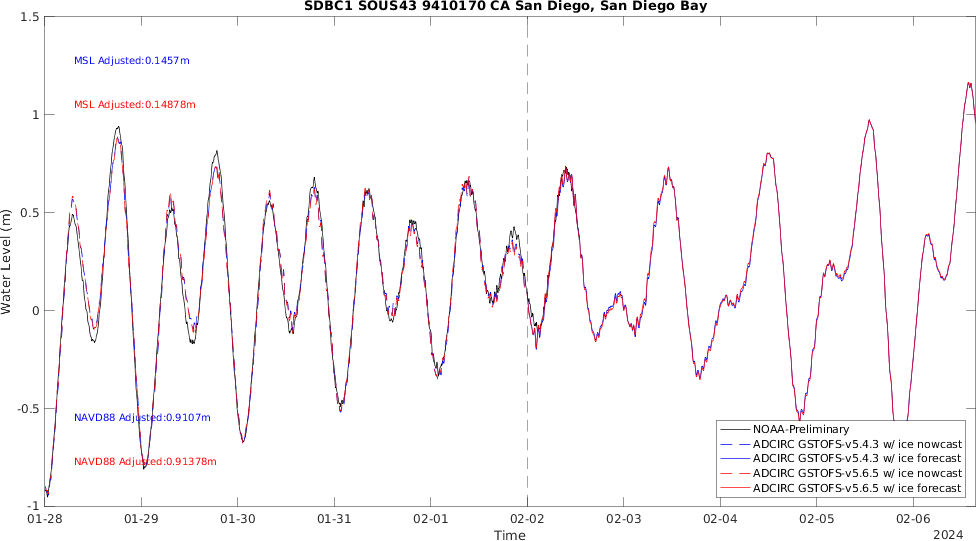 SDBC1 SOUS43 9410170 CA San Diego, San Diego Bay
1.5
MSL Adjusted:0.1457m
MSL Adjusted:0.14878m
1
0.5
Water Level (m)
0
-0.5
NAVD88 Adjusted:0.9107m
NAVD88 Adjusted:0.91378m
NOAA-Preliminary
ADCIRC GSTOFS-v5.4.3 w/ ice nowcast
ADCIRC GSTOFS-v5.4.3 w/ ice forecast
ADCIRC GSTOFS-v5.6.5 w/ ice nowcast
ADCIRC GSTOFS-v5.6.5 w/ ice forecast
-1
01-28 01-29 01-30 01-31 02-01 02-02 02-03 02-04 02-05 02-06
Time
2024